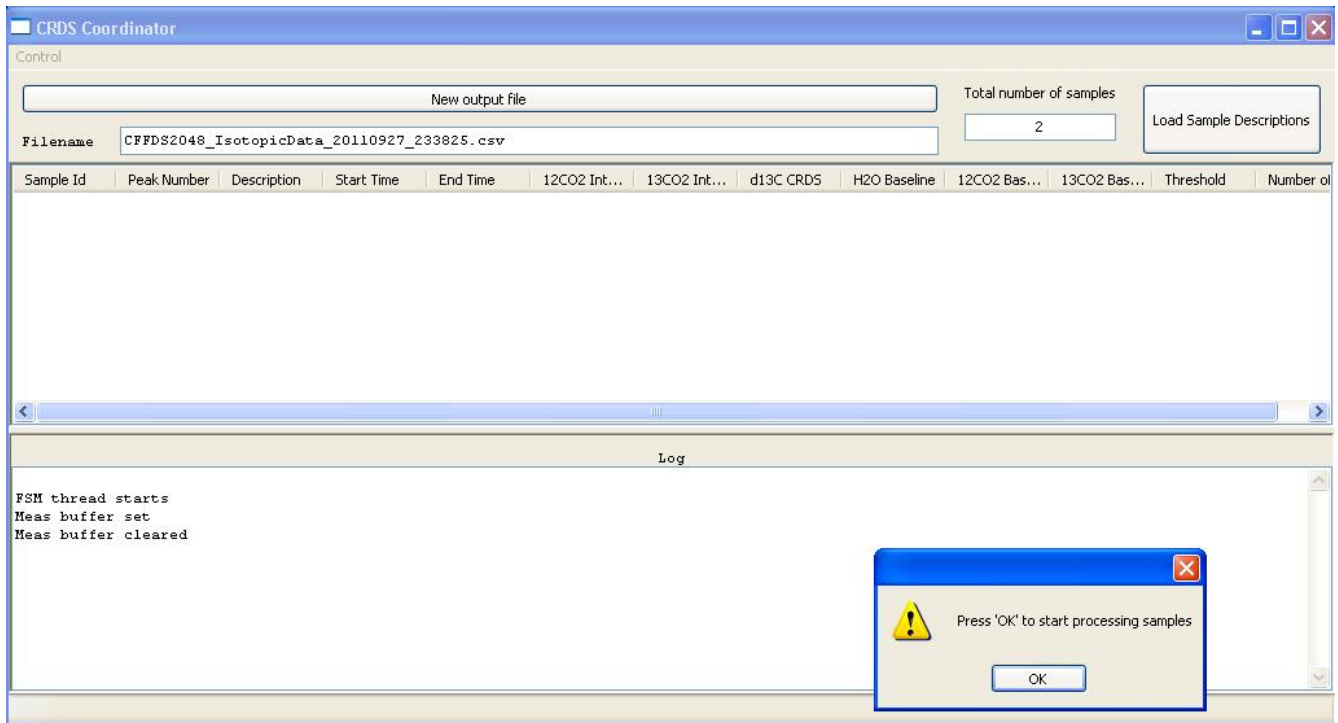 CRDS Coordinator
Control
New output file
Total number of samples
Load Sample Descriptions
2
Filename
CFFDS2048_IsotopicData_20110927_233825.csv
Sample Id Peak Number Description Start Time End Time 12CO2 Int... 13CO2 Int... d13C CRDS H2O Baseline 12CO2 Bas... 13CO2 Bas... Threshold Number of
Log
FSM thread starts
Meas buffer set
Meas buffer cleared
Press 'OK' to start processing samples
OK